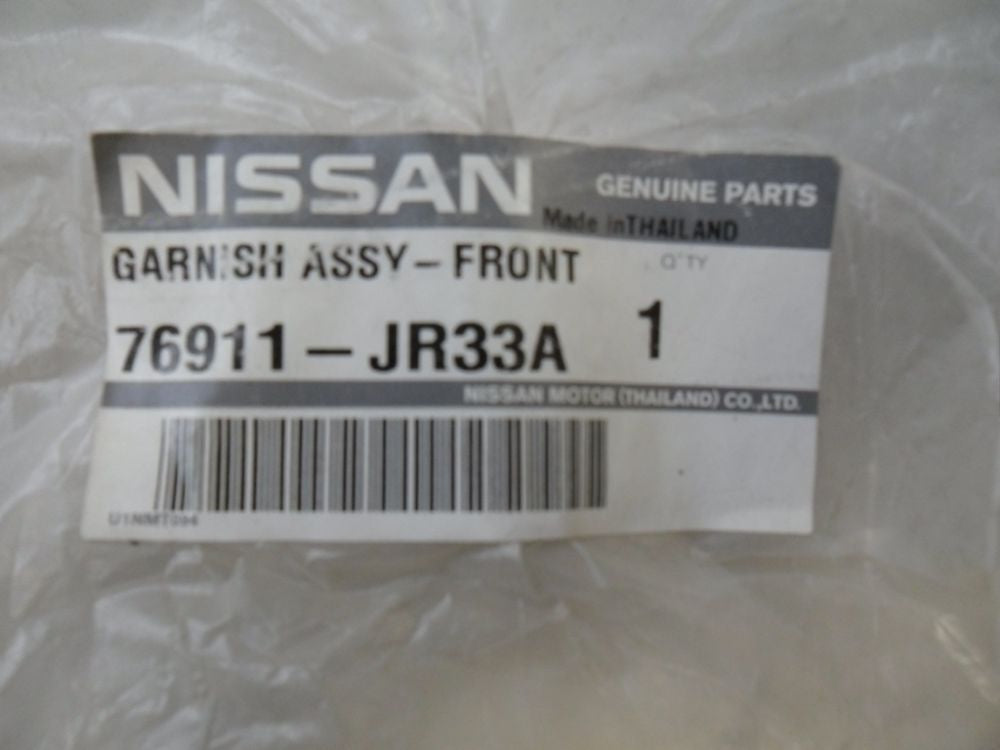 NISSAN GENUINE PARTS
Made in THAILAND
GARNISH ASSY-FRONT Q'TY
76911-JR33A 1
NISSAN MOTOR (THAILAND) CO.,LTD.